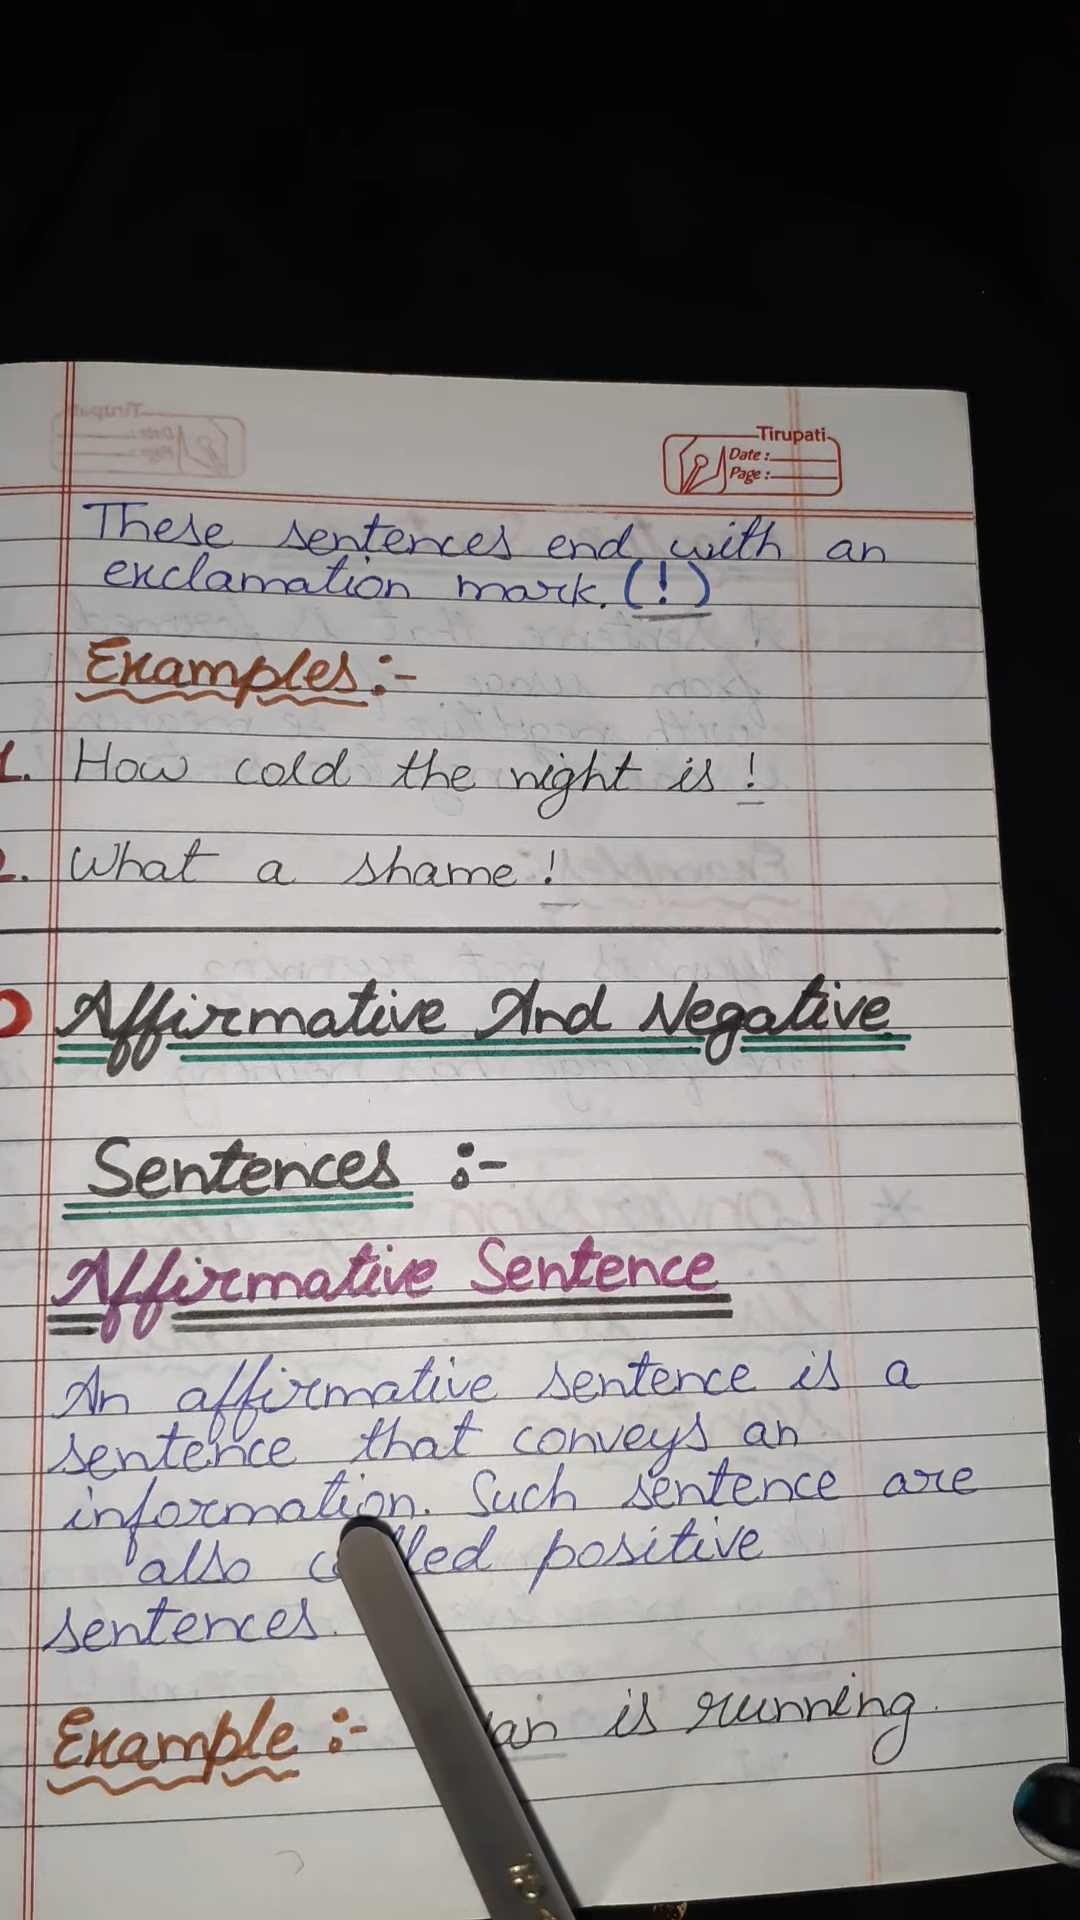 Tirupati
Date :
Page :
These sentences end with an
exclamation mark. (!)
Examples :-
1. How cold the night is !
2. What a shame !
Affirmative And Negative
Sentences :-
Affirmative Sentence
An affirmative sentence is a
sentence that conveys an
information. Such sentence are
also called positive
sentences.
Example :- is running.